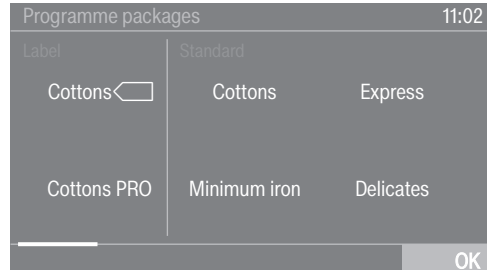 Programme packages 11:02
Label Standard
Cottons Cottons Express
Cottons PRO Minimum iron Delicates
OK